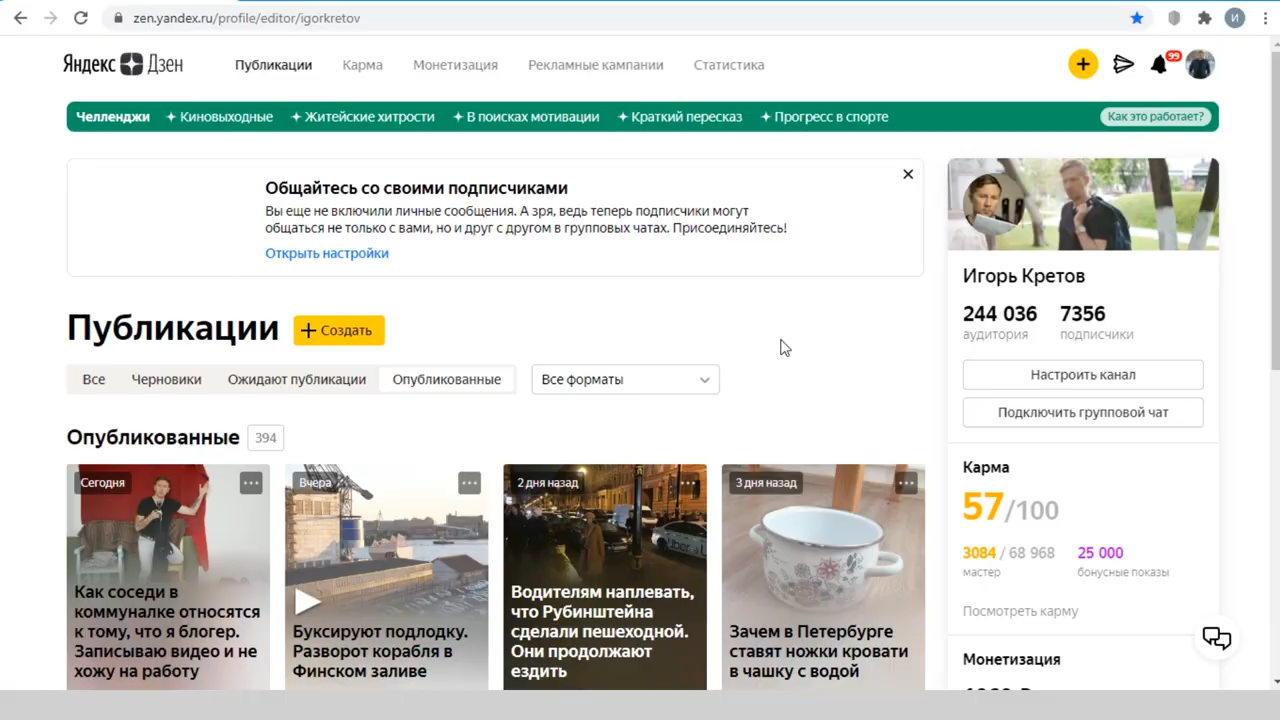 zen.yandex.ru/profile/editor/igorkretov
И
Яндекс Дзен
Публикации
Карма
Монетизация
Рекламные кампании
Статистика
99
Челленджи
Киновыходные
Житейские хитрости
В поисках мотивации
Краткий пересказ
Прогресс в спорте
Как это работает?
Общайтесь со своими подписчиками
Вы еще не включили личные сообщения. А зря, ведь теперь подписчики могут
общаться не только с вами, но и друг с другом в групповых чатах. Присоединяйтесь!
Открыть настройки
Игорь Кретов
244 036
7356
аудитория
подписчики
Настроить канал
Подключить групповой чат
Публикации
Создать
Все
Черновики
Ожидают публикации
Опубликованные
Все форматы
Опубликованные
394
Карма
57/100
3084 / 68 968
25 000
мастер
бонусные показы
Посмотреть карму
Монетизация
Сегодня
Как соседи в
коммуналке относятся
к тому, что я блогер.
Записываю видео и не
хожу на работу
Вчера
Буксируют подлодку.
Разворот корабля в
Финском заливе
2 дня назад
Uber
Водителям наплевать,
что Рубинштейна
сделали пешеходной.
Они продолжают
ездить
3 дня назад
Зачем в Петербурге
ставят ножки кровати
в чашку с водой